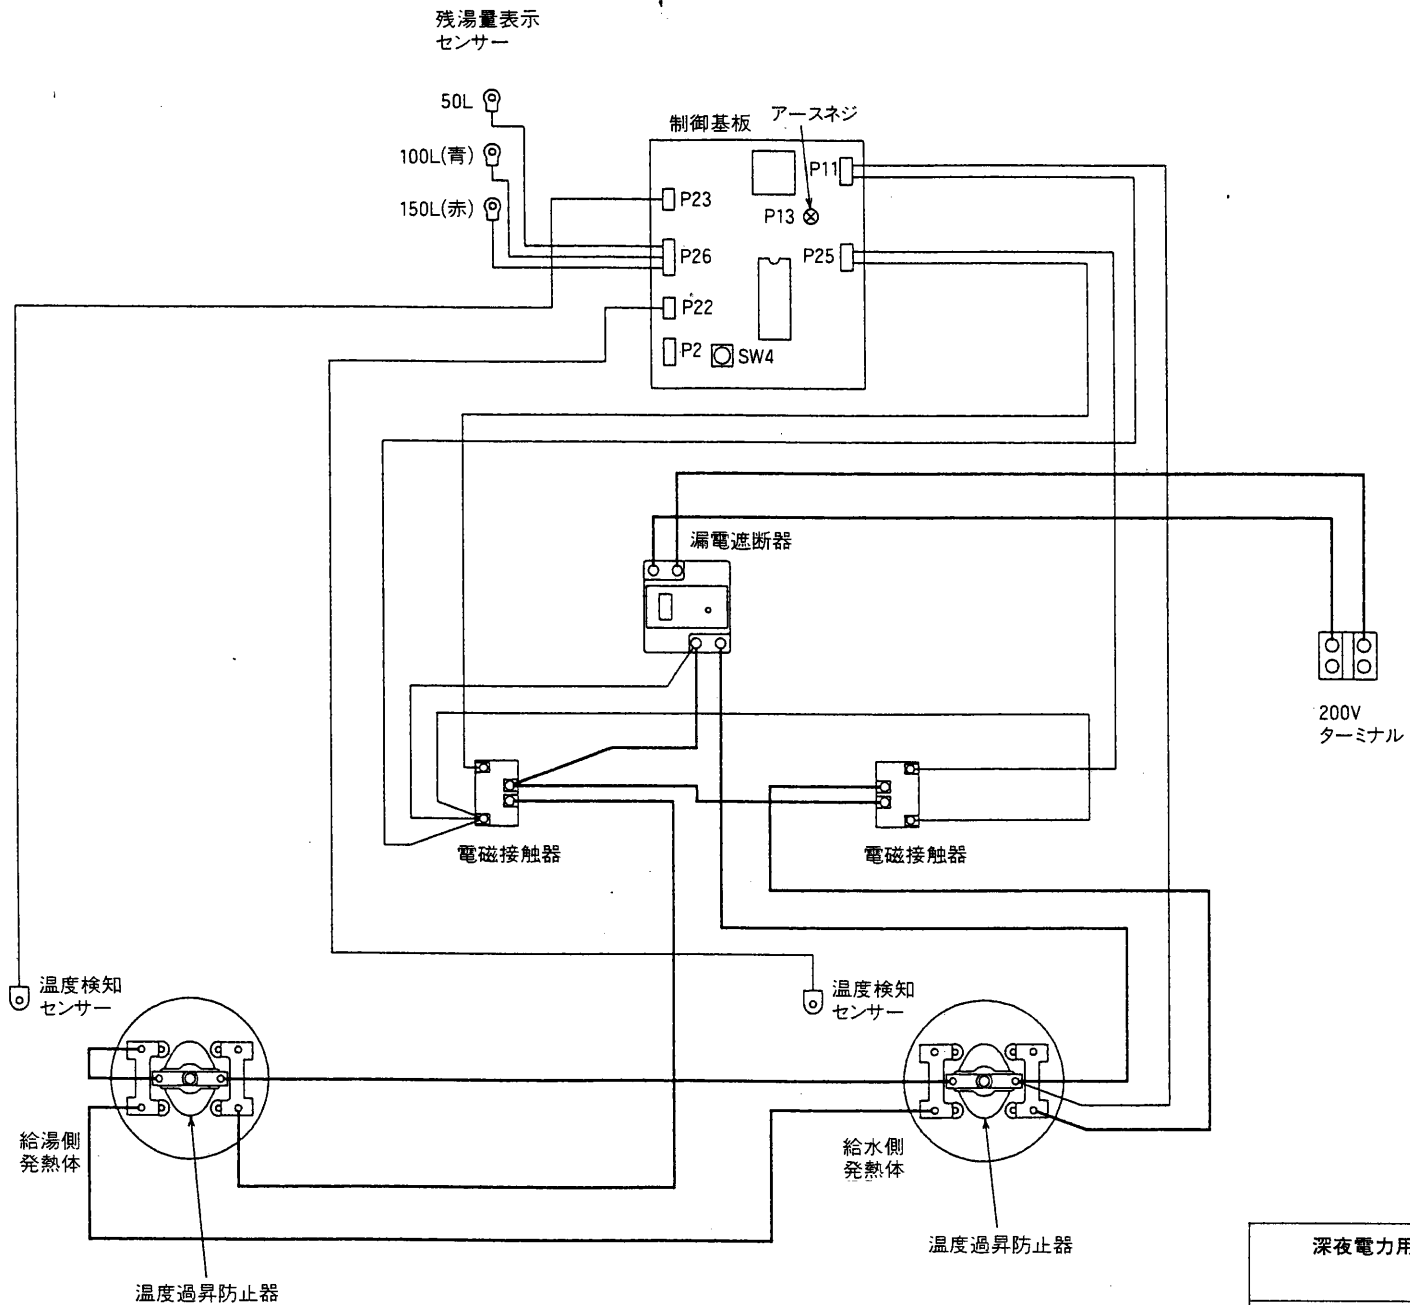 残湯量表示
センサー
50L
100L(青)
150L(赤)
制御基板
アースネジ
P11
P23
P13
P26
P25
P22
P2
SW4
漏電遮断器
200V
ターミナル
電磁接触器
電磁接触器
温度検知
センサー
温度検知
センサー
給湯側
発熱体
給水側
発熱体
温度過昇防止器
温度過昇防止器
深夜電力用